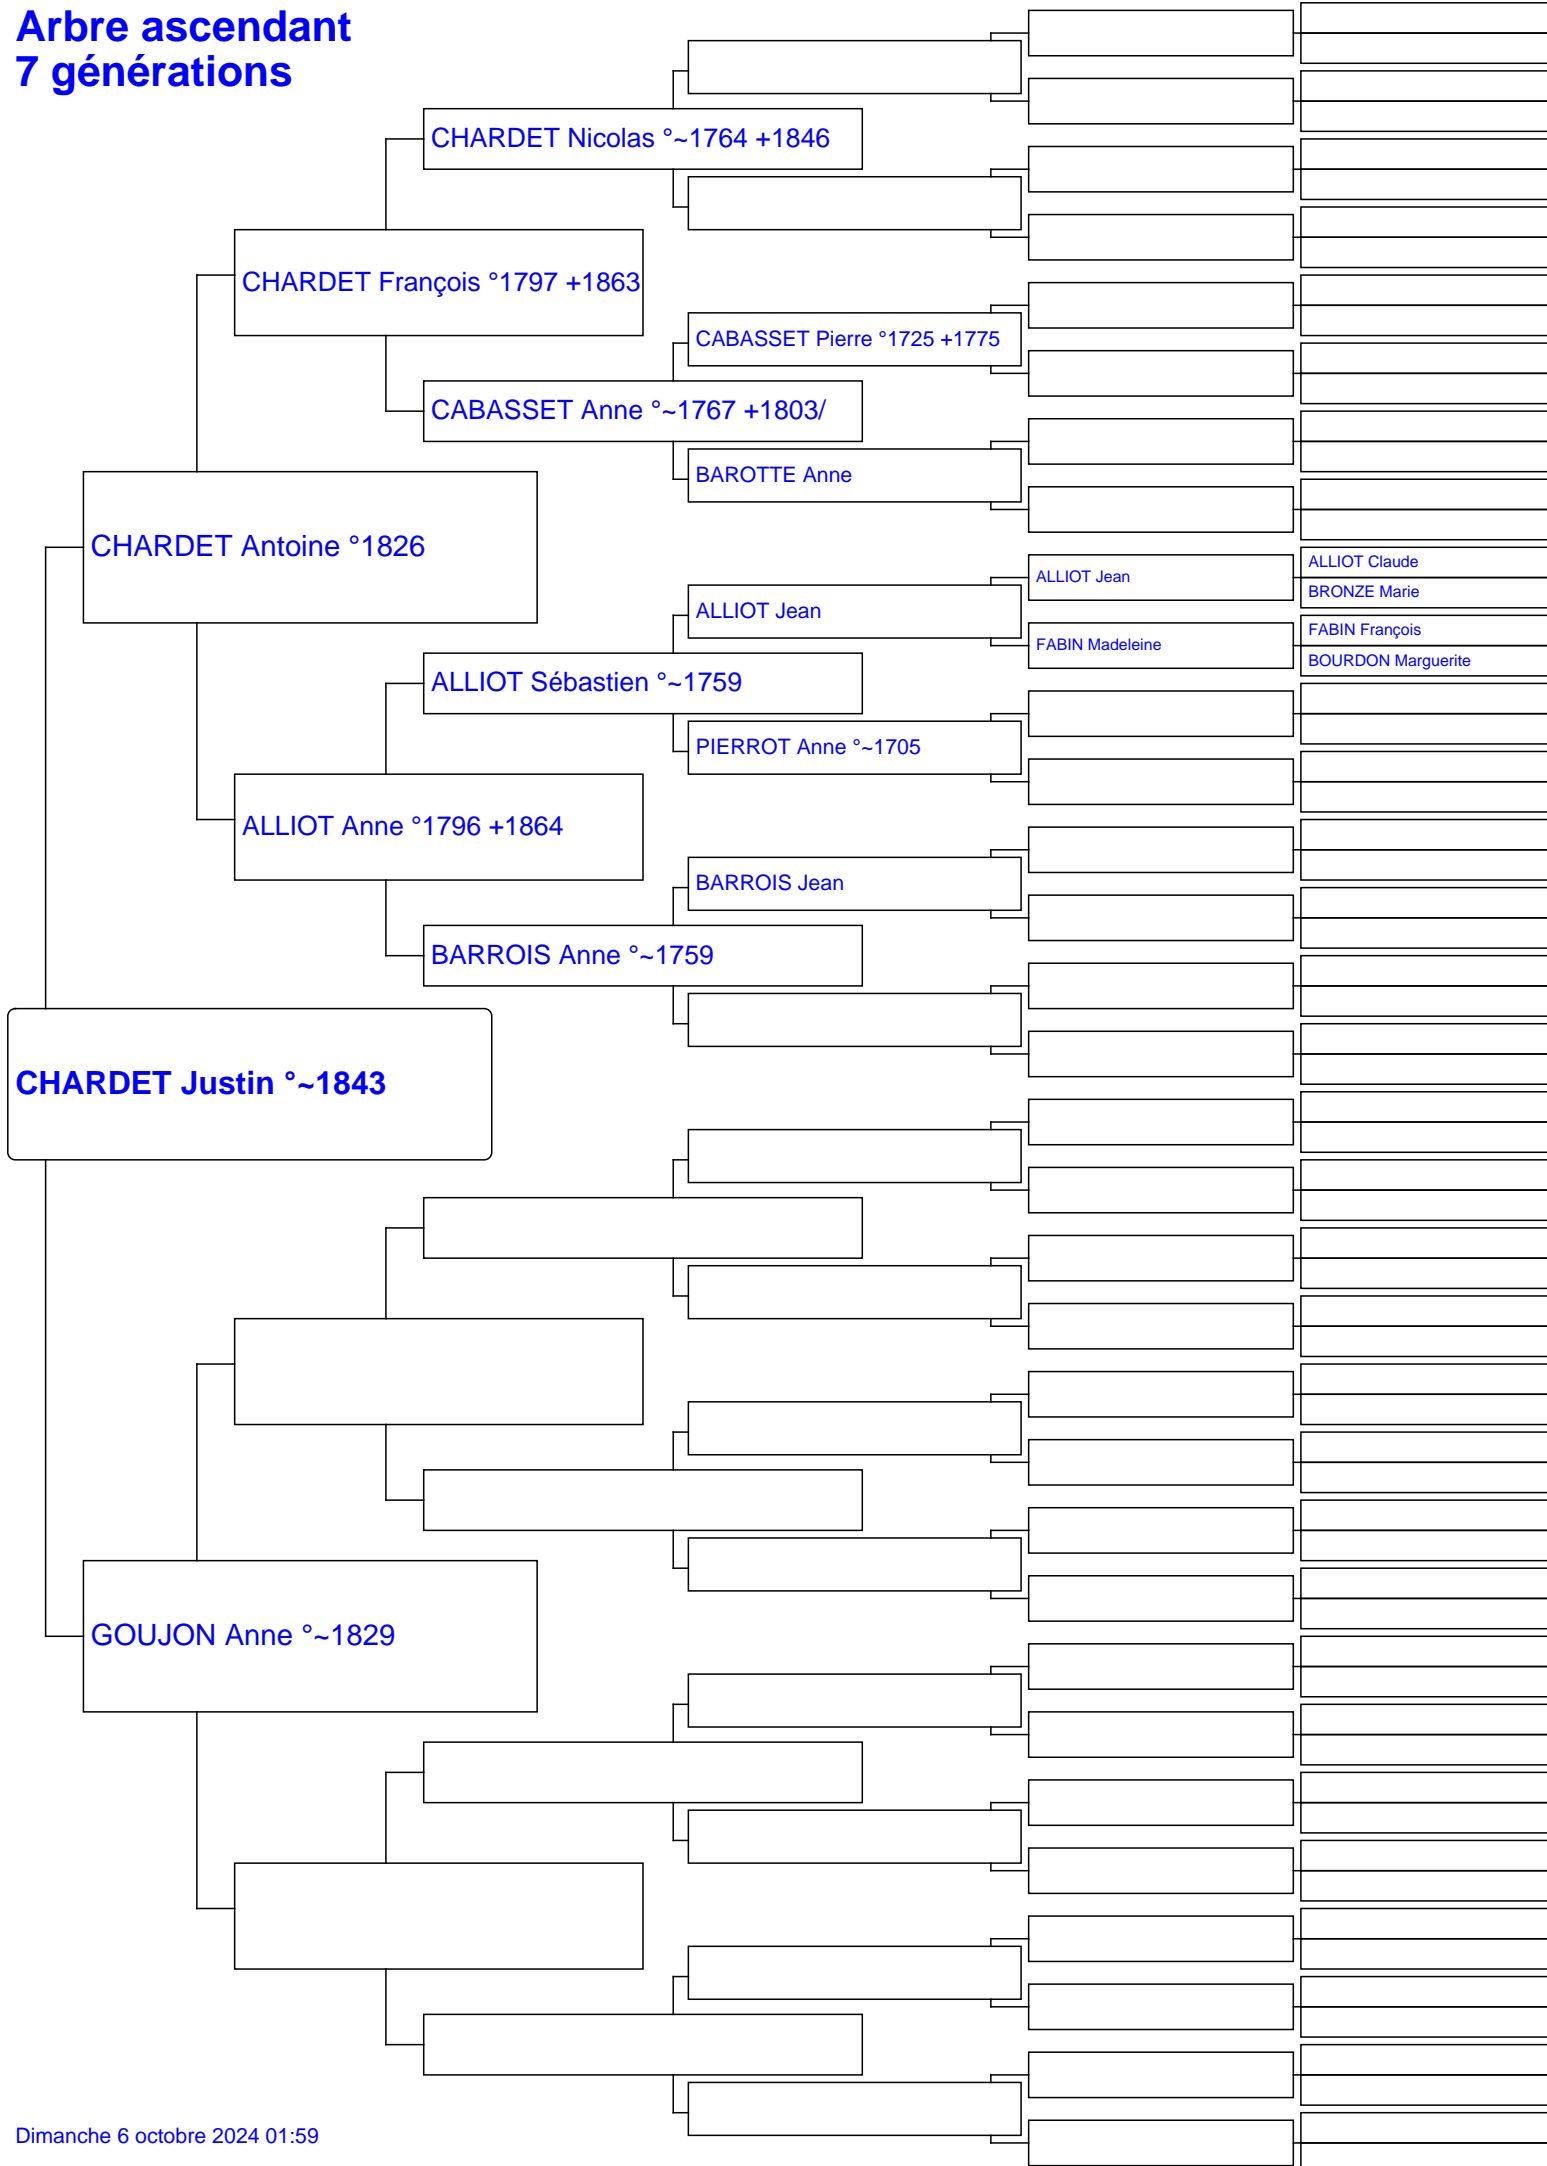 Arbre ascendant
7 générations
CHARDET Nicolas °~1764 +1846
CHARDET François °1797 +1863
CABASSET Pierre °1725 +1775
CABASSET Anne °~1767 +1803/
BAROTTE Anne
CHARDET Antoine °1826
ALLIOT Claude
ALLIOT Jean
BRONZE Marie
ALLIOT Jean
FABIN François
FABIN Madeleine
BOURDON Marguerite
ALLIOT Sébastien °~1759
PIERROT Anne °~1705
ALLIOT Anne °1796 +1864
BARROIS Jean
BARROIS Anne °~1759
CHARDET Justin °~1843
GOUJON Anne °~1829
Dimanche 6 octobre 2024 01:59